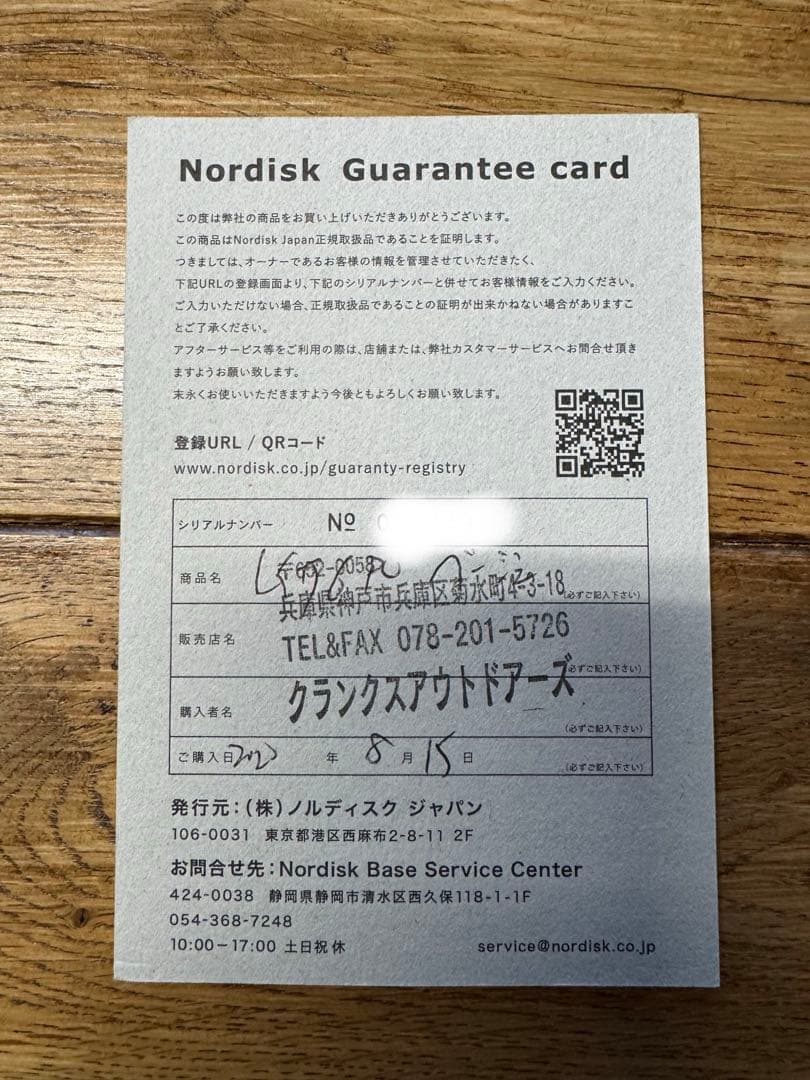 Nordisk Guarantee card
この度は弊社の商品をお買い上げいただきありがとうございます。
この商品はNordisk Japan正規取扱品であることを証明します。
つきましては、オーナーであるお客様の情報を管理させていただきたく、
下記URLの登録画面より、下記のシリアルナンバーと併せてお客様情報をご入力ください。
ご入力いただけない場合、正規取扱品であることの証明が出来かねない場合がありますこ
とご了承ください。
アフターサービス等をご利用の際は、店舗または、弊社カスタマーサービスへお問合せ頂き
ますようお願い致します。
末永くお使いいただきますよう今後ともよろしくお願い致します。
登録URL / QRコード
www.nordisk.co.jp/guaranty-registry
シリアルナンバー Nº
商品名 (必ずご記入下さい)
〒652-0058
兵庫県神戸市兵庫区菊水町4-3-18
販売店名 TEL&FAX 078-201-5726 (必ずご記入下さい)
クランクスアウトドアーズ
購入者名 (必ずご記入下さい)
ご購入日 年 8 月 15 日 (必ずご記入下さい)
発行元：（株）ノルディスク ジャパン
106-0031 東京都港区西麻布2-8-11 2F
お問合せ先：Nordisk Base Service Center
424-0038 静岡県静岡市清水区西久保118-1-1F
054-368-7248
10:00－17:00 土日祝 休 service@nordisk.co.jp